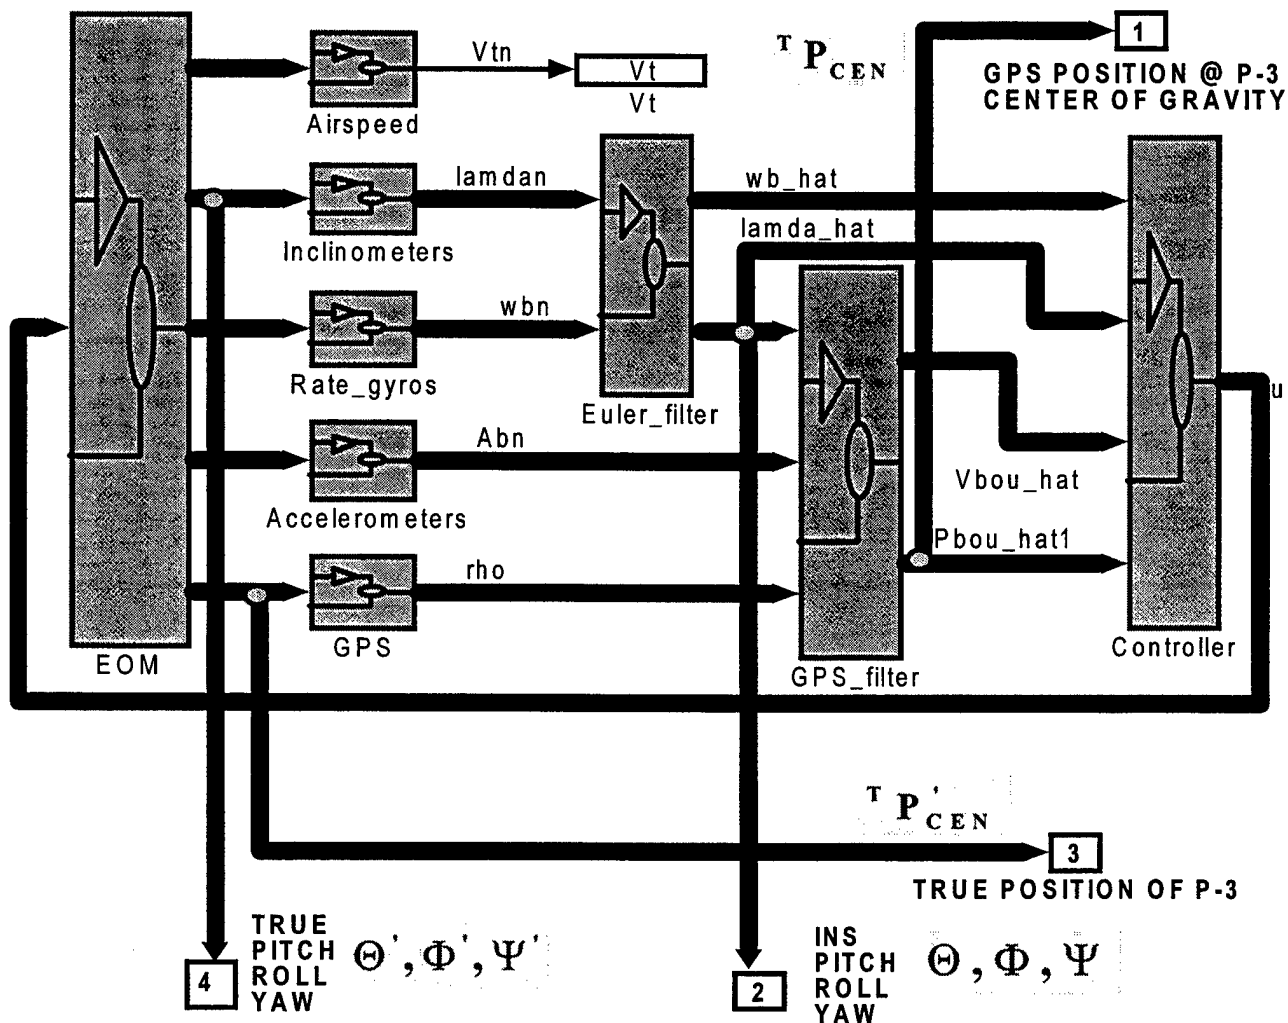 1
T P CEN
GPS POSITION @ P-3
CENTER OF GRAVITY
Vtn
Vt
Vt
Airspeed
lamdan
wb_hat
Inclinometers
lamda_hat
wbn
Rate_gyros
Euler_filter
u
Abn
Vbou_hat
Accelerometers
Pbou_hat1
rho
EOM
GPS
GPS_filter
Controller
T P' CEN
3
TRUE POSITION OF P-3
TRUE
PITCH
ROLL
YAW
Θ', Φ', Ψ'
4
INS
PITCH
ROLL
YAW
Θ, Φ, Ψ
2